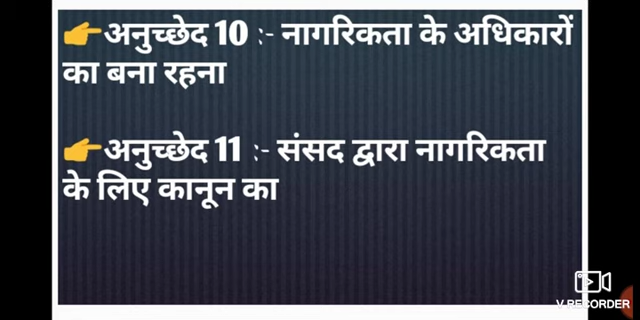 👉अनुच्छेद 10 :- नागरिकता के अधिकारों
का बना रहना
👉अनुच्छेद 11 :- संसद द्वारा नागरिकता
के लिए कानून का
V.RECORDER